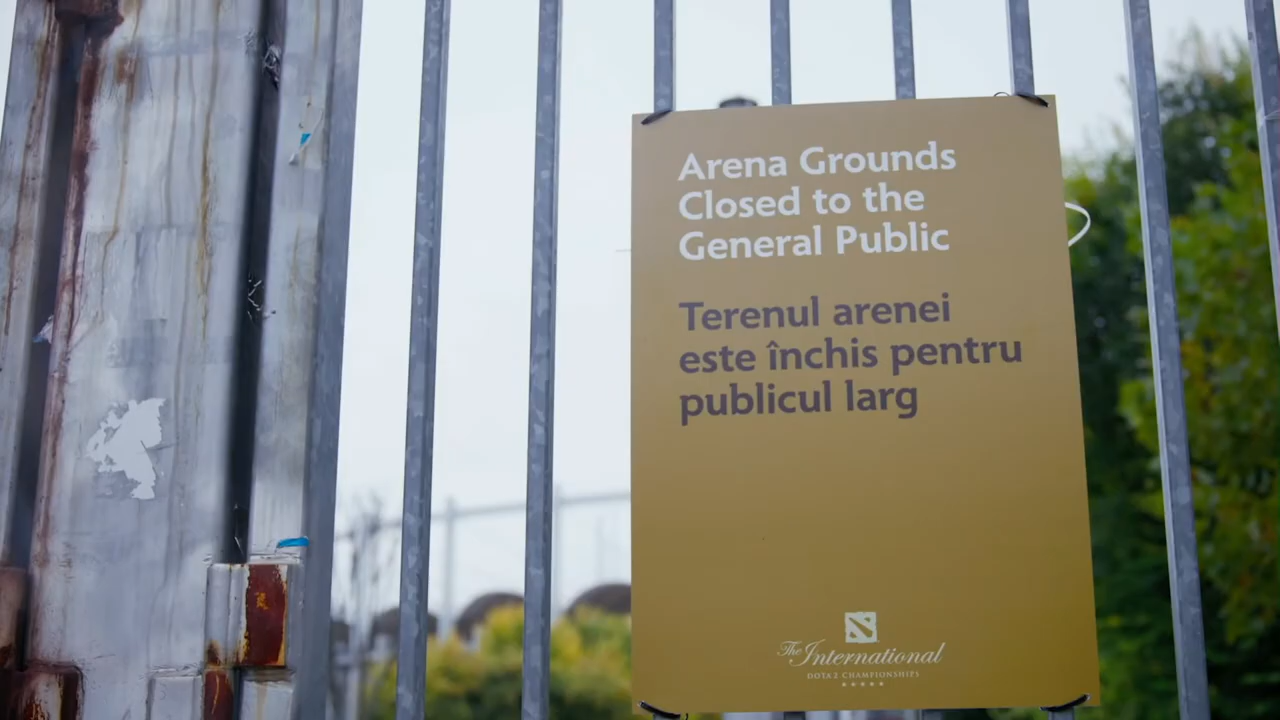 Arena Grounds
Closed to the
General Public
Terenul arenei
este închis pentru
publicul larg
The International
DOTA 2 CHAMPIONSHIPS